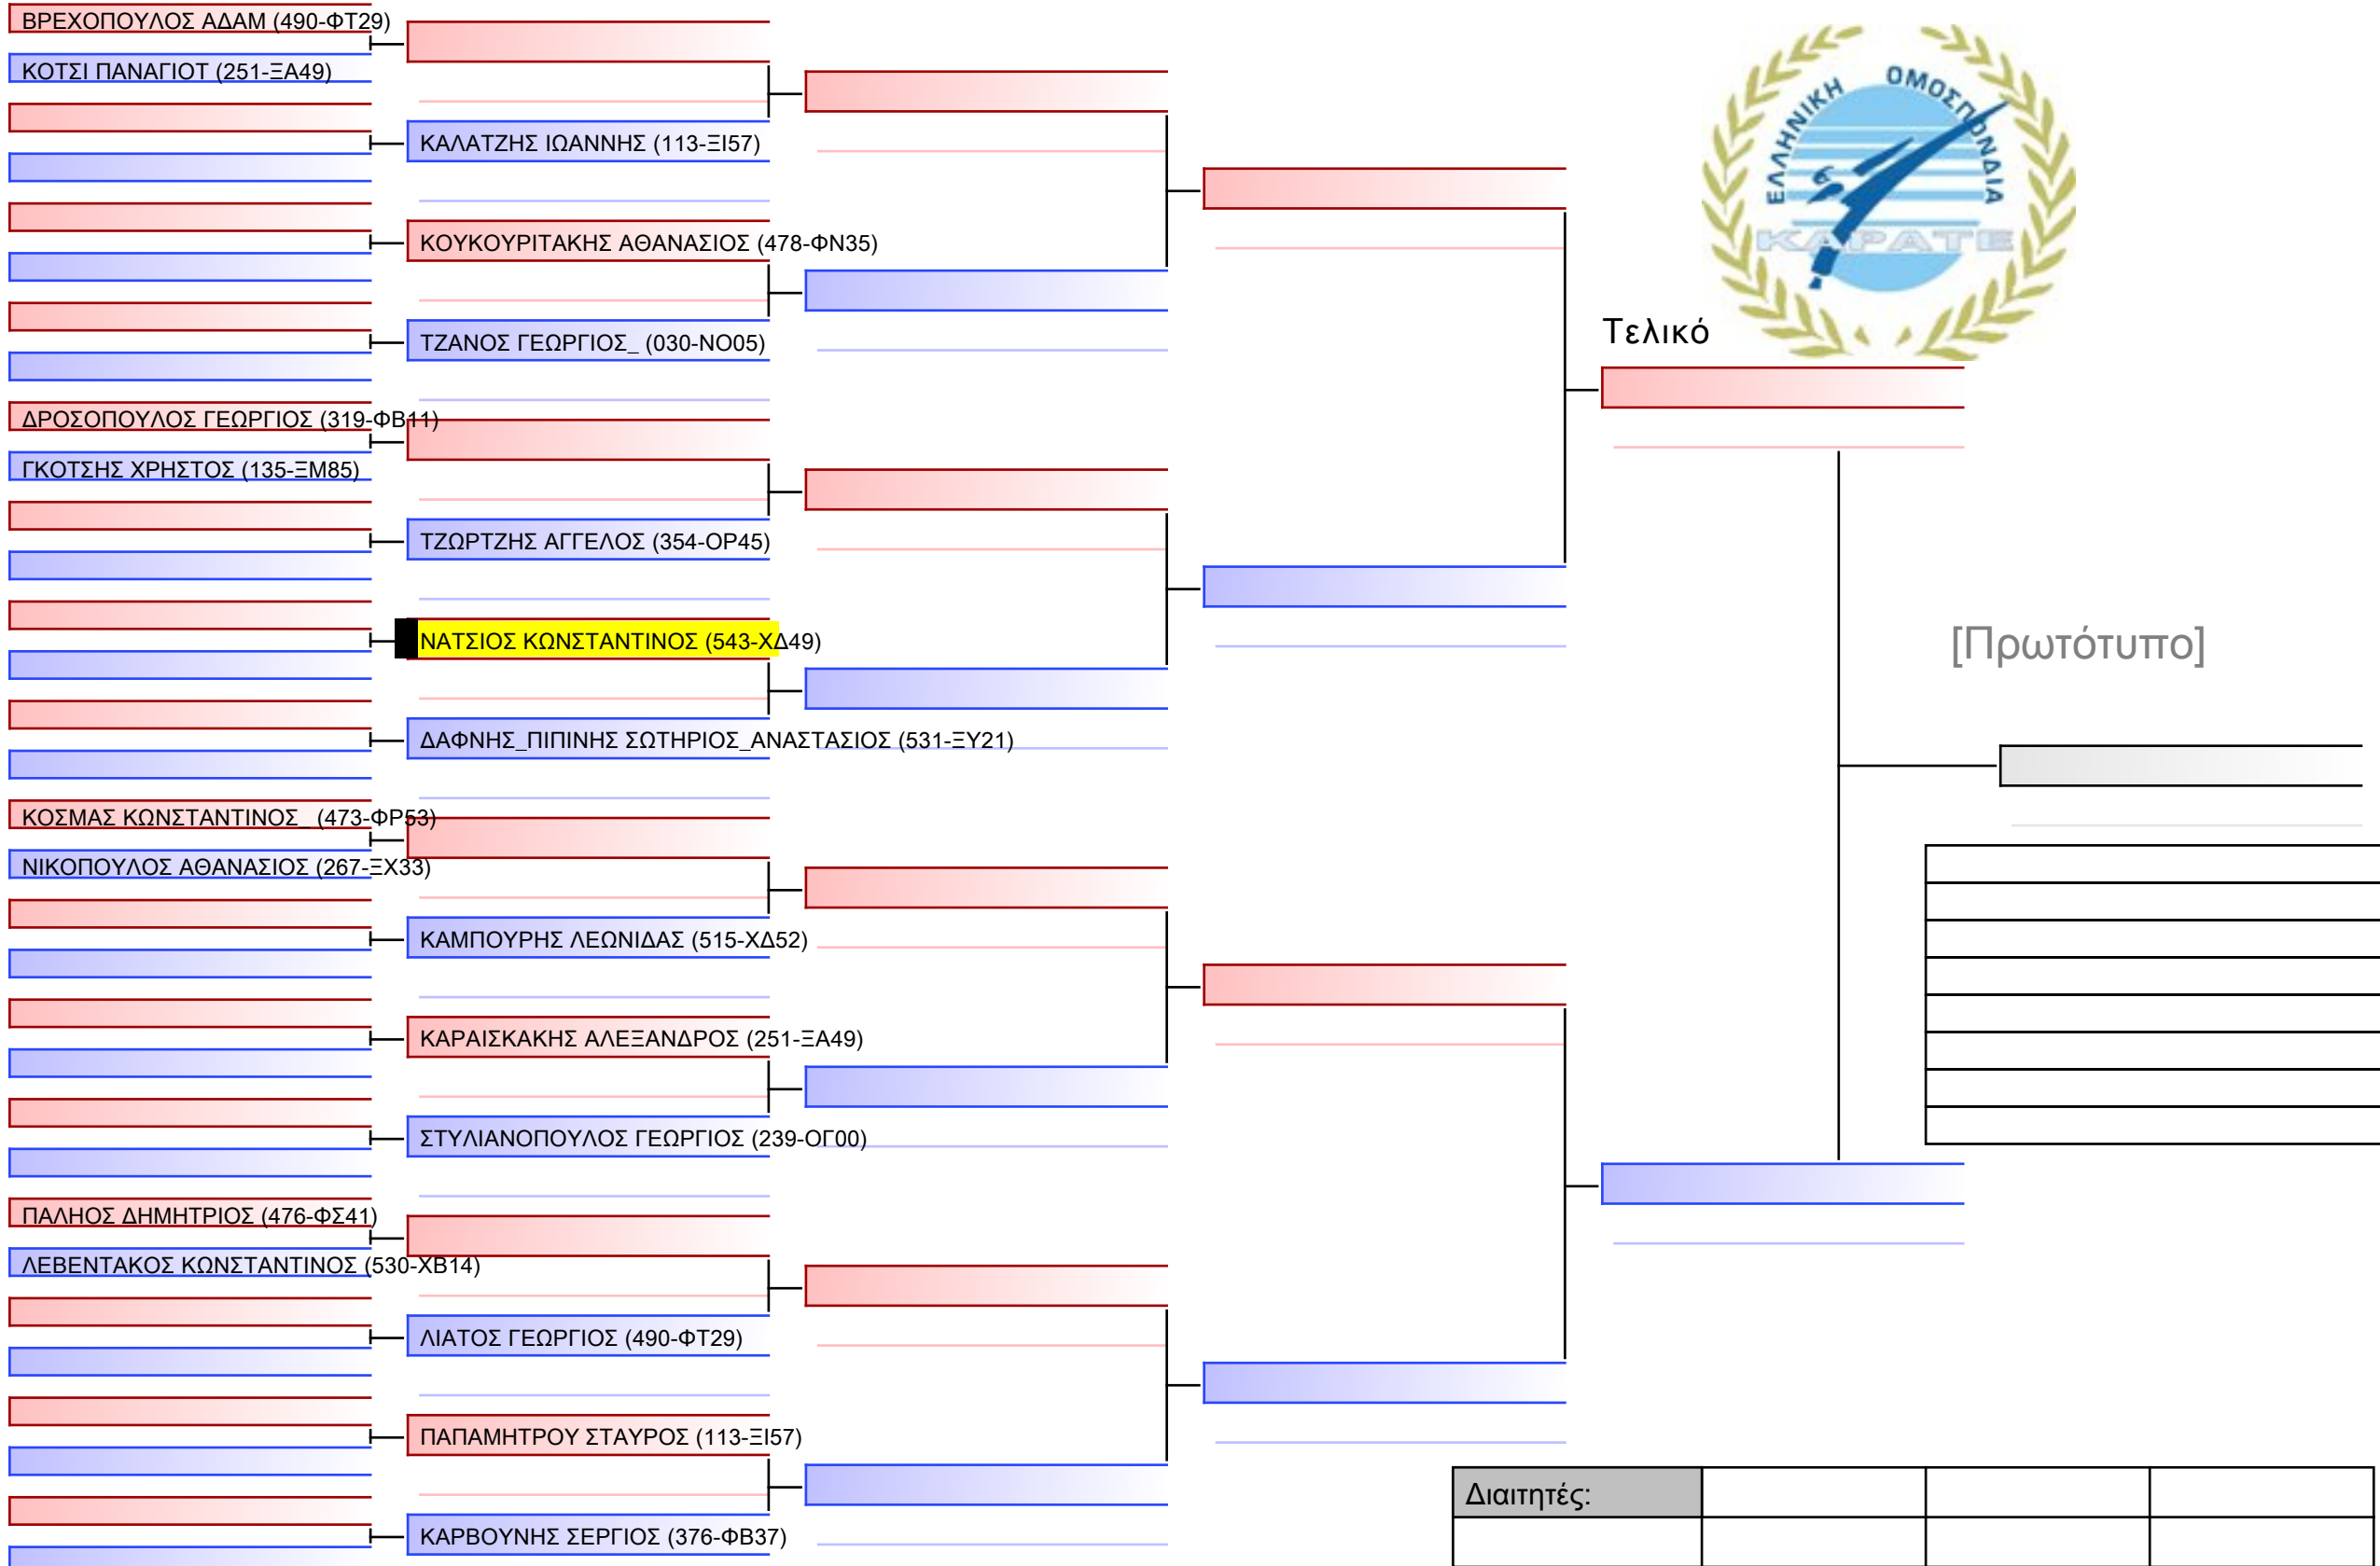 ΒΡΕΧΟΠΟΥΛΟΣ ΑΔΑΜ (490-ΦΤ29)
ΚΟΤΣΙ ΠΑΝΑΓΙΟΤ (251-ΞΑ49)
ΚΑΛΑΤΖΗΣ ΙΩΑΝΝΗΣ (113-ΞΙ57)
ΚΟΥΚΟΥΡΙΤΑΚΗΣ ΑΘΑΝΑΣΙΟΣ (478-ΦΝ35)
ΤΖΑΝΟΣ ΓΕΩΡΓΙΟΣ_ (030-ΝΟ05)
ΔΡΟΣΟΠΟΥΛΟΣ ΓΕΩΡΓΙΟΣ (319-ΦΒ11)
ΓΚΟΤΣΗΣ ΧΡΗΣΤΟΣ (135-ΞΜ85)
ΤΖΩΡΤΖΗΣ ΑΓΓΕΛΟΣ (354-ΟΡ45)
ΝΑΤΣΙΟΣ ΚΩΝΣΤΑΝΤΙΝΟΣ (543-ΧΔ49)
ΔΑΦΝΗΣ_ΠΙΠΙΝΗΣ ΣΩΤΗΡΙΟΣ_ΑΝΑΣΤΑΣΙΟΣ (531-ΞΥ21)
ΚΟΣΜΑΣ ΚΩΝΣΤΑΝΤΙΝΟΣ_ (473-ΦΡ53)
ΝΙΚΟΠΟΥΛΟΣ ΑΘΑΝΑΣΙΟΣ (267-ΞΧ33)
ΚΑΜΠΟΥΡΗΣ ΛΕΩΝΙΔΑΣ (515-ΧΔ52)
ΚΑΡΑΙΣΚΑΚΗΣ ΑΛΕΞΑΝΔΡΟΣ (251-ΞΑ49)
ΣΤΥΛΙΑΝΟΠΟΥΛΟΣ ΓΕΩΡΓΙΟΣ (239-ΟΓ00)
ΠΑΛΗΟΣ ΔΗΜΗΤΡΙΟΣ (476-ΦΣ41)
ΛΕΒΕΝΤΑΚΟΣ ΚΩΝΣΤΑΝΤΙΝΟΣ (530-ΧΒ14)
ΛΙΑΤΟΣ ΓΕΩΡΓΙΟΣ (490-ΦΤ29)
ΠΑΠΑΜΗΤΡΟΥ ΣΤΑΥΡΟΣ (113-ΞΙ57)
ΚΑΡΒΟΥΝΗΣ ΣΕΡΓΙΟΣ (376-ΦΒ37)
ΕΛΛΗΝΙΚΗ ΟΜΟΣΠΟΝΔΙΑ
ΚΑΡΑΤΕ
Τελικό
[Πρωτότυπο]
Διαιτητές: